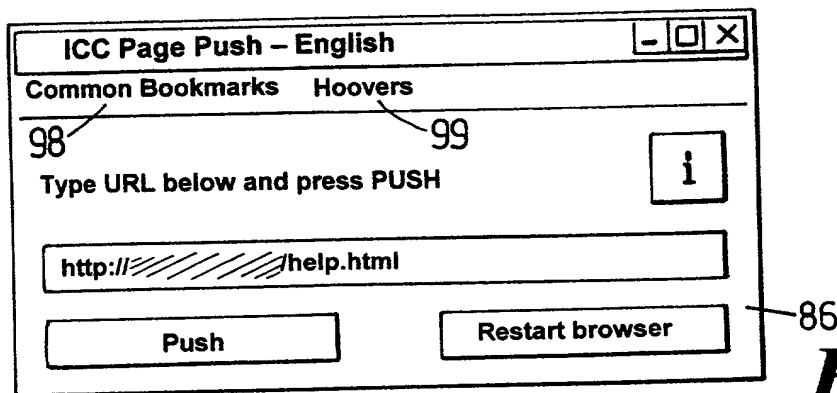 ICC Page Push – English
Common Bookmarks Hoovers
98 99
Type URL below and press PUSH i
http:// /help.html
Push Restart browser
86